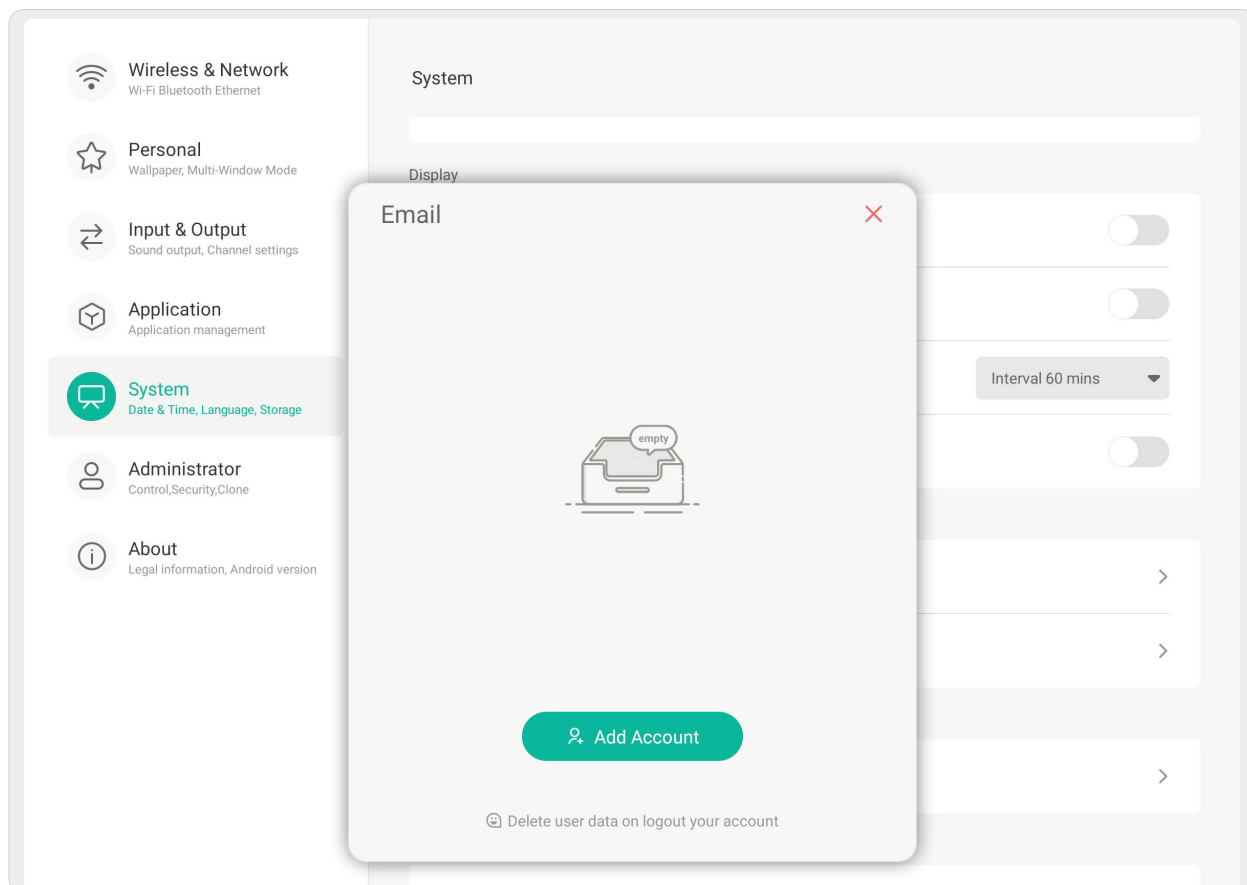 Wireless & Network
Wi-Fi Bluetooth Ethernet
Personal
Wallpaper, Multi-Window Mode
Input & Output
Sound output, Channel settings
Application
Application management
System
Date & Time, Language, Storage
Administrator
Control,Security,Clone
About
Legal information, Android version
System
Display
Interval 60 mins
Email
empty
Add Account
Delete user data on logout your account